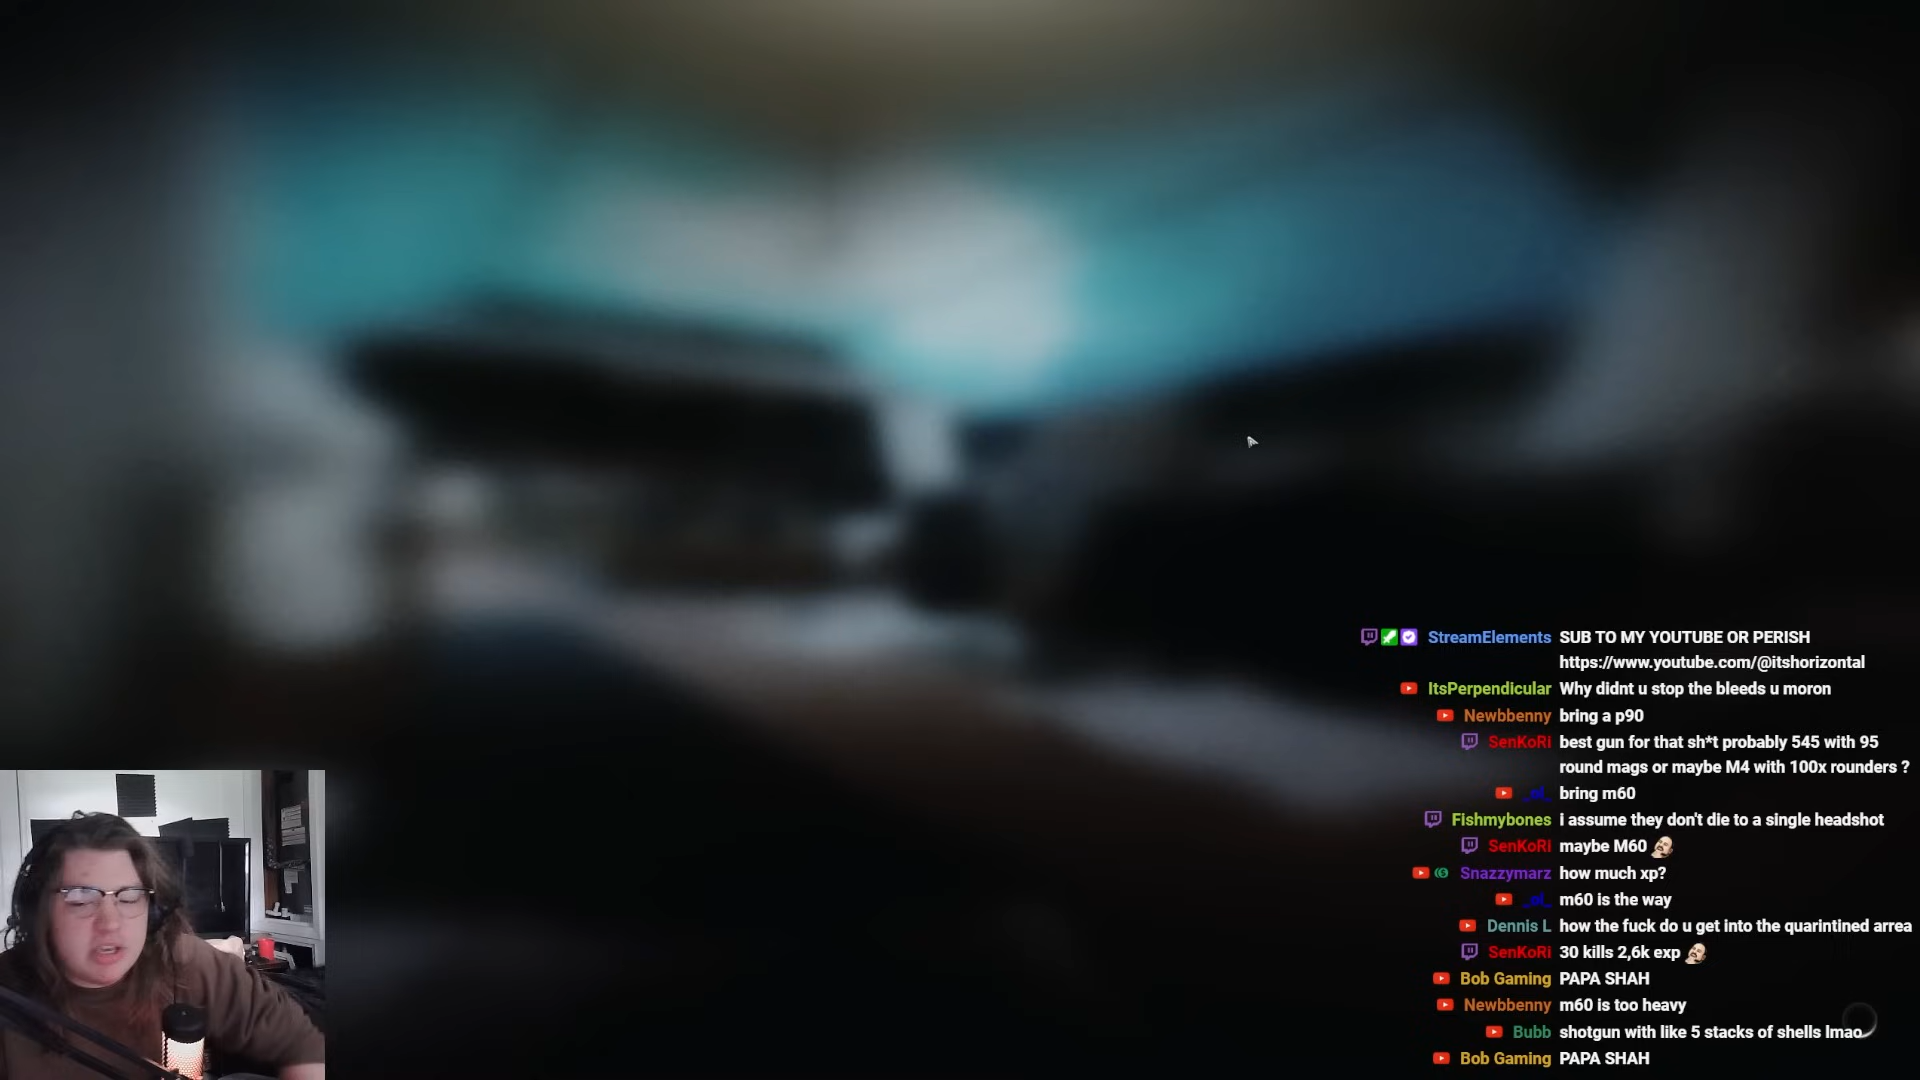 StreamElements SUB TO MY YOUTUBE OR PERISH
https://www.youtube.com/@itshorizontal
ItsPerpendicular Why didnt u stop the bleeds u moron
Newbbenny bring a p90
SenKoRi best gun for that sh*t probably 545 with 95
round mags or maybe M4 with 100x rounders ?
_oi_ bring m60
Fishmybones i assume they don't die to a single headshot
SenKoRi maybe M60
Snazzymarz how much xp?
_oi_ m60 is the way
Dennis L how the fuck do u get into the quarintined arrea
SenKoRi 30 kills 2,6k exp
Bob Gaming PAPA SHAH
Newbbenny m60 is too heavy
Bubb shotgun with like 5 stacks of shells lmao
Bob Gaming PAPA SHAH